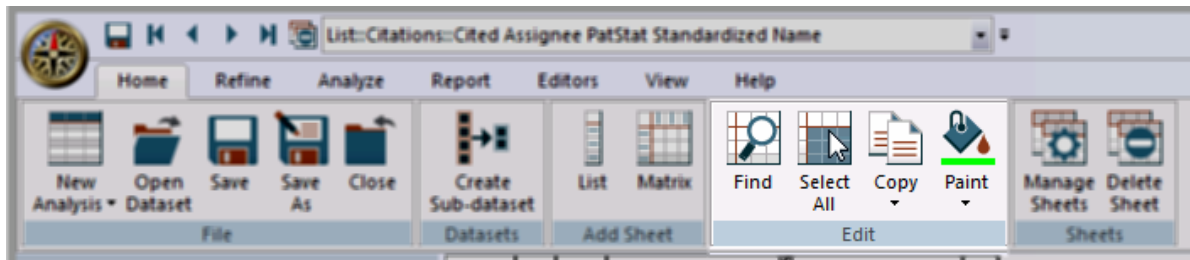 List::Citations::Cited Assignee PatStat Standardized Name
Home Refine Analyze Report Editors View Help
New Analysis
Open Dataset
Save
Save As
Close
File
Create Sub-dataset
Datasets
List
Matrix
Add Sheet
Find
Select All
Copy
Paint
Edit
Manage Sheets
Delete Sheet
Sheets